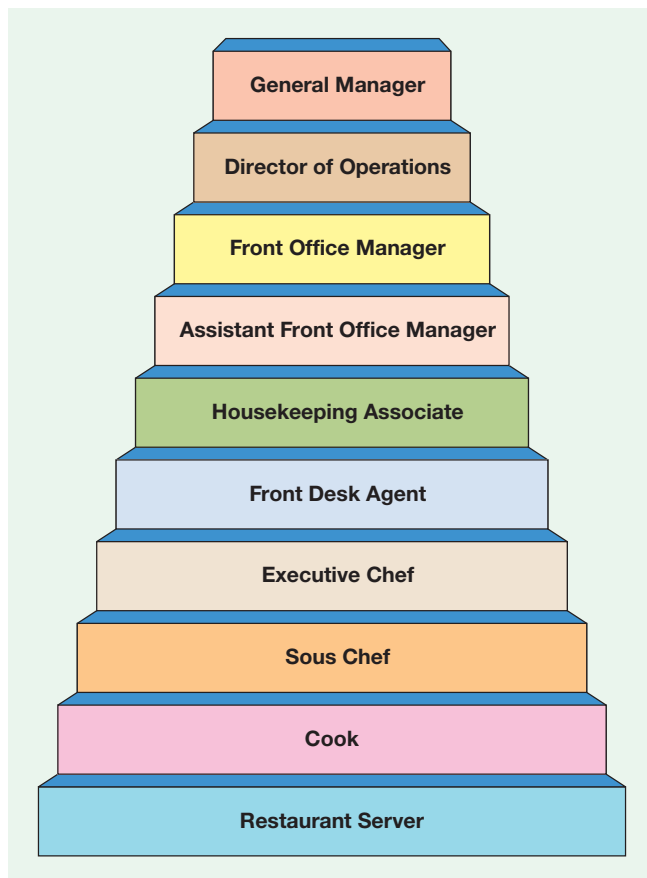 General Manager
Director of Operations
Front Office Manager
Assistant Front Office Manager
Housekeeping Associate
Front Desk Agent
Executive Chef
Sous Chef
Cook
Restaurant Server